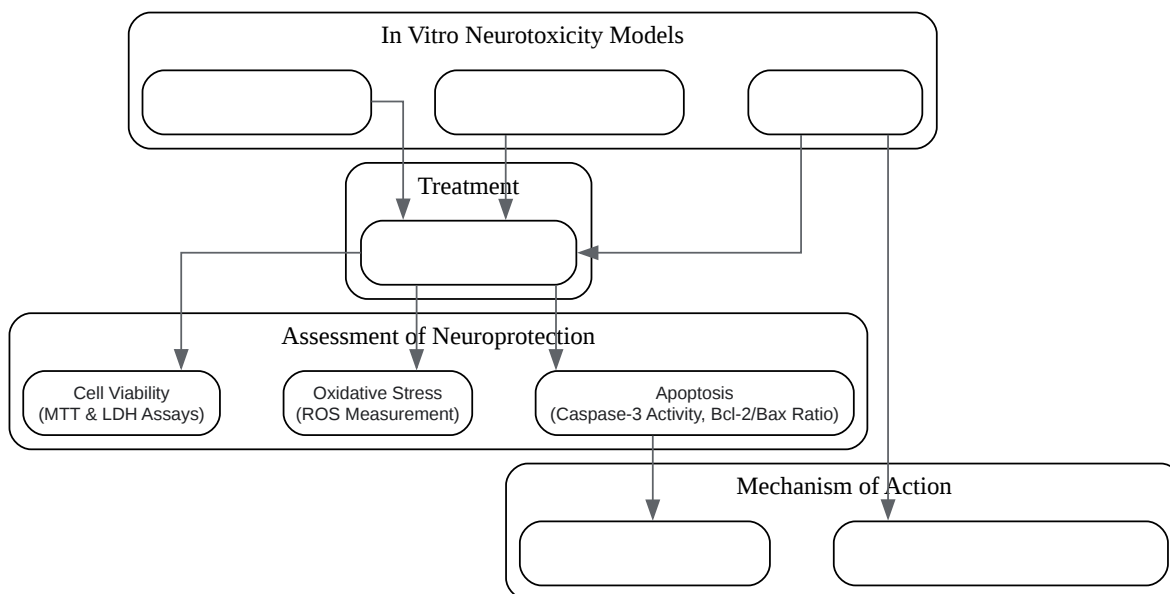 In Vitro Neurotoxicity Models
Treatment
Assessment of Neuroprotection
Cell Viability
(MTT & LDH Assays)
Oxidative Stress
(ROS Measurement)
Apoptosis
(Caspase-3 Activity, Bcl-2/Bax Ratio)
Mechanism of Action